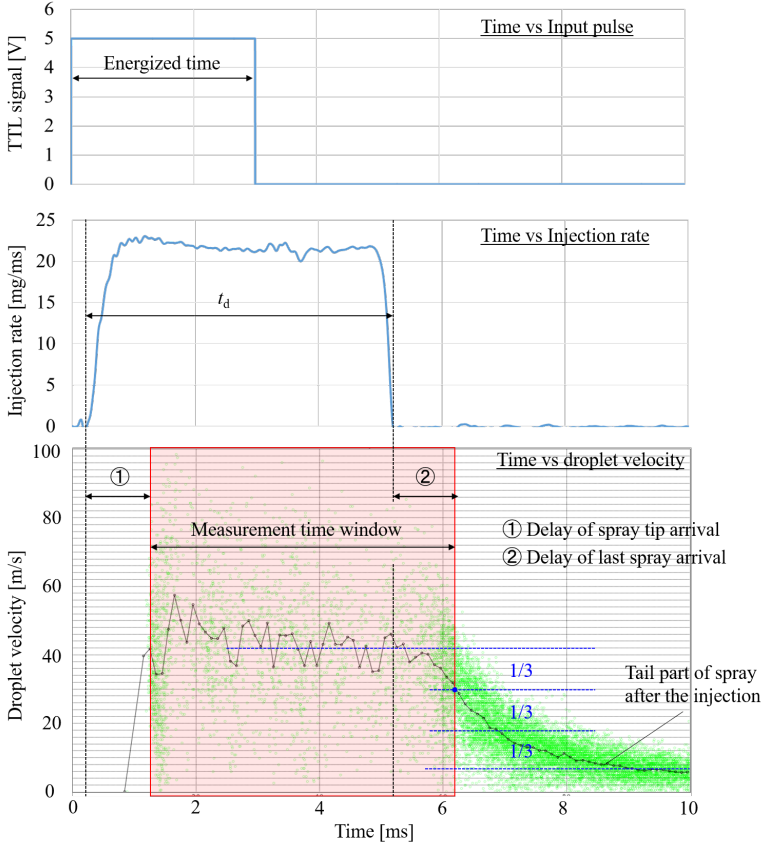 Time vs Input pulse
TTL signal [V]
6
5
4
3
2
1
0
Energized time
Time vs Injection rate
Injection rate [mg/ms]
25
20
15
10
5
0
t_d
Time vs droplet velocity
Droplet velocity [m/s]
100
80
60
40
20
0
① ②
Measurement time window
① Delay of spray tip arrival
② Delay of last spray arrival
1/3
1/3
1/3
Tail part of spray
after the injection
0 2 4 6 8 10
Time [ms]